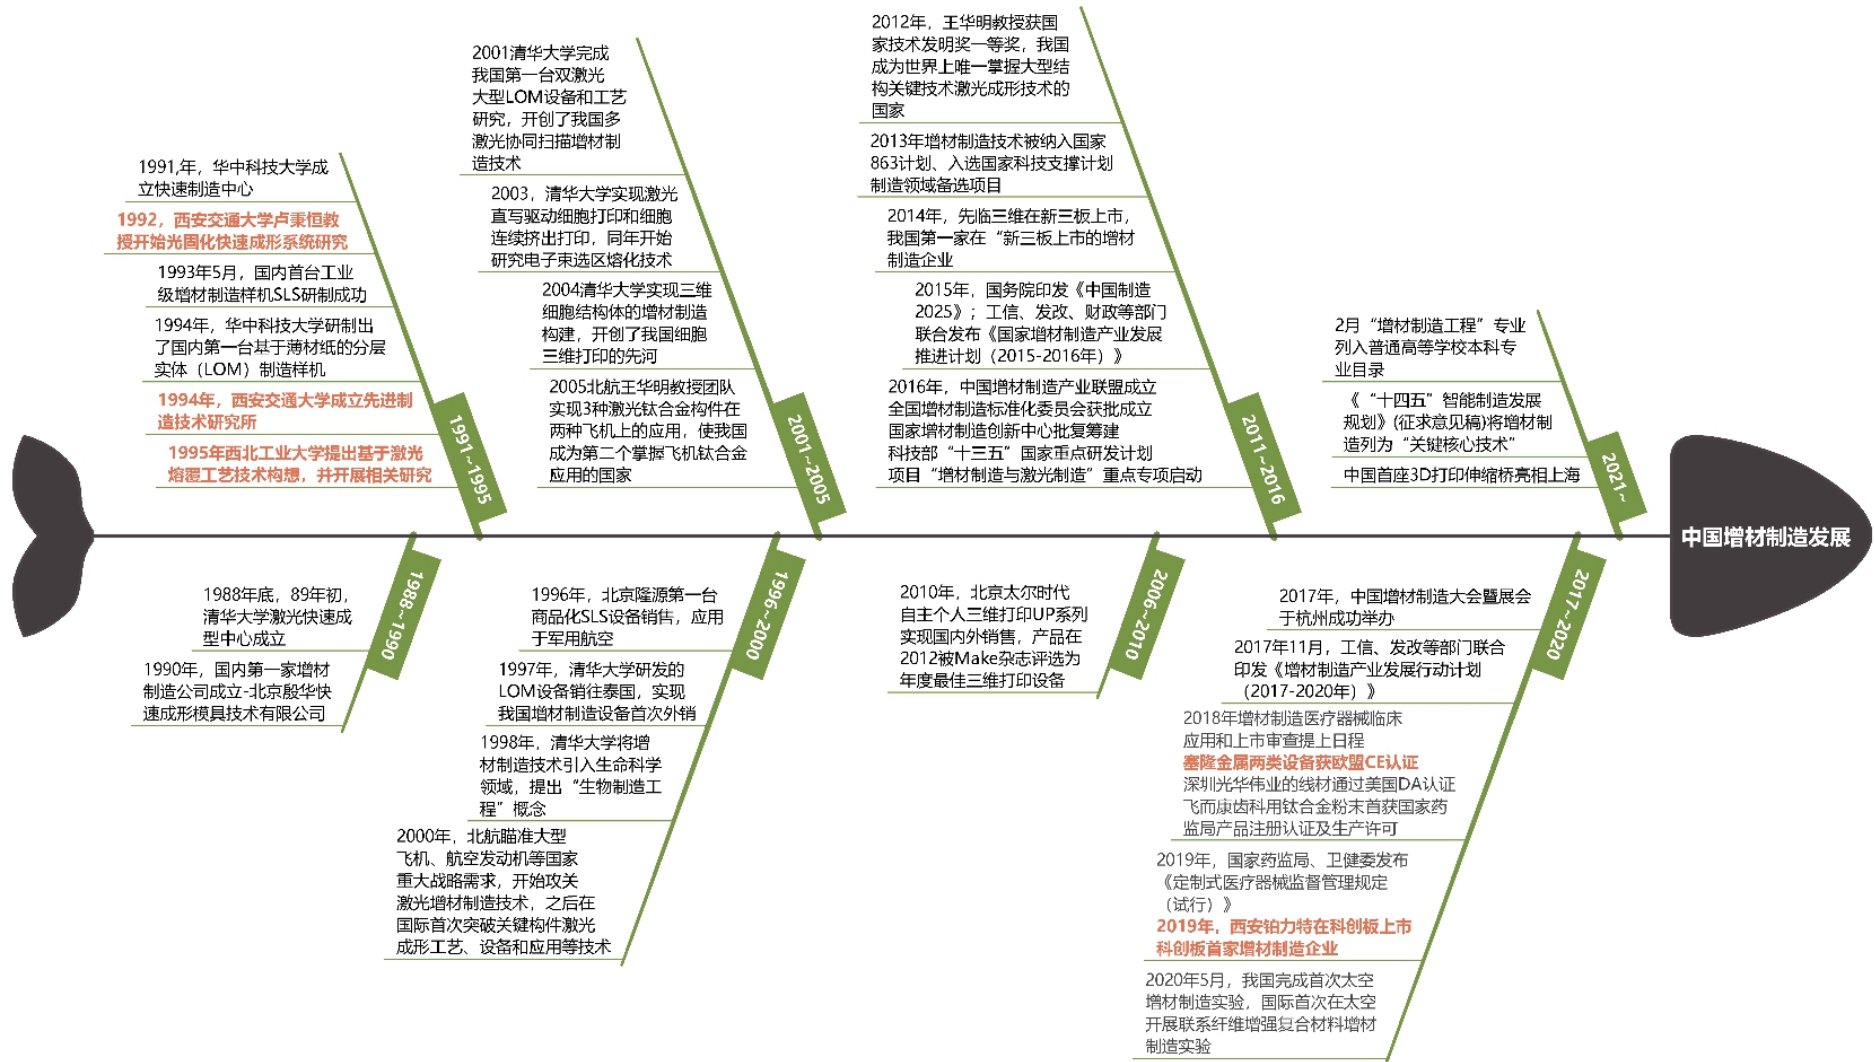 1991,年，华中科技大学成
立快速制造中心
1992，西安交通大学卢秉恒教
授开始光固化快速成形系统研究
1993年5月，国内首台工业
级增材制造样机SLS研制成功
1994年，华中科技大学研制出
了国内第一台基于薄材纸的分层
实体（LOM）制造样机
1994年，西安交通大学成立先进制
造技术研究所
1995年西北工业大学提出基于激光
熔覆工艺技术构想，并开展相关研究
1991~1995
2001清华大学完成
我国第一台双激光
大型LOM设备和工艺
研究，开创了我国多
激光协同扫描增材制
造技术
2003，清华大学实现激光
直写驱动细胞打印和细胞
连续挤出打印，同年开始
研究电子束选区熔化技术
2004清华大学实现三维
细胞结构体的增材制造
构建，开创了我国细胞
三维打印的先河
2005北航王华明教授团队
实现3种激光钛合金构件在
两种飞机上的应用，使我国
成为第二个掌握飞机钛合金
应用的国家
2001~2005
2012年，王华明教授获国
家技术发明奖一等奖，我国
成为世界上唯一掌握大型结
构关键技术激光成形技术的
国家
2013年增材制造技术被纳入国家
863计划、入选国家科技支撑计划
制造领域备选项目
2014年，先临三维在新三板上市，
我国第一家在“新三板上市的增材
制造企业
2015年，国务院印发《中国制造
2025》；工信、发改、财政等部门
联合发布《国家增材制造产业发展
推进计划（2015-2016年）》
2016年，中国增材制造产业联盟成立
全国增材制造标准化委员会获批成立
国家增材制造创新中心批复筹建
科技部“十三五”国家重点研发计划
项目“增材制造与激光制造”重点专项启动
2011~2016
2月“增材制造工程”专业
列入普通高等学校本科专
业目录
《“十四五”智能制造发展
规划》(征求意见稿)将增材制
造列为“关键核心技术”
中国首座3D打印伸缩桥亮相上海
2021~
中国增材制造发展
1988年底，89年初，
清华大学激光快速成
型中心成立
1990年，国内第一家增材
制造公司成立-北京殷华快
速成形模具技术有限公司
1988~1990
1996年，北京隆源第一台
商品化SLS设备销售，应用
于军用航空
1997年，清华大学研发的
LOM设备销往泰国，实现
我国增材制造设备首次外销
1998年，清华大学将增
材制造技术引入生命科学
领域，提出“生物制造工
程”概念
2000年，北航瞄准大型
飞机、航空发动机等国家
重大战略需求，开始攻关
激光增材制造技术，之后在
国际首次突破关键构件激光
成形工艺、设备和应用等技术
1996~2000
2010年，北京太尔时代
自主个人三维打印UP系列
实现国内外销售，产品在
2012被Make杂志评选为
年度最佳三维打印设备
2006~2010
2017年，中国增材制造大会暨展会
于杭州成功举办
2017年11月，工信、发改等部门联合
印发《增材制造产业发展行动计划
（2017-2020年）》
2018年增材制造医疗器械临床
应用和上市审查提上日程
塞隆金属两类设备获欧盟CE认证
深圳光华伟业的线材通过美国DA认证
飞而康齿科用钛合金粉末首获国家药
监局产品注册认证及生产许可
2019年，国家药监局、卫健委发布
《定制式医疗器械监督管理规定
（试行）》
2019年，西安铂力特在科创板上市
科创板首家增材制造企业
2020年5月，我国完成首次太空
增材制造实验，国际首次在太空
开展联系纤维增强复合材料增材
制造实验
2017~2020